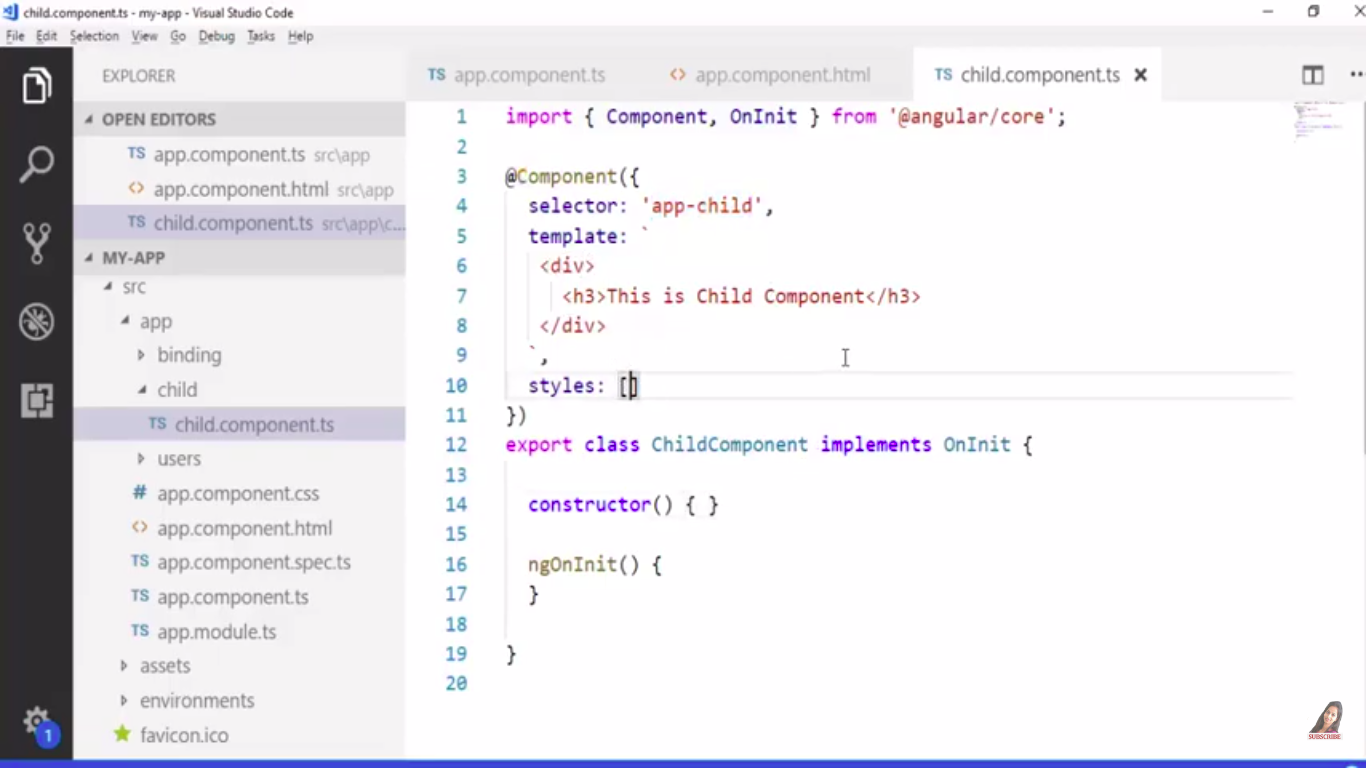 child.component.ts - my-app - Visual Studio Code
File Edit Selection View Go Debug Tasks Help
EXPLORER
OPEN EDITORS
TS app.component.ts src\app
<> app.component.html src\app
TS child.component.ts src\app\c...
MY-APP
src
app
binding
child
TS child.component.ts
users
# app.component.css
<> app.component.html
TS app.component.spec.ts
TS app.component.ts
TS app.module.ts
assets
environments
favicon.ico
1
TS app.component.ts <> app.component.html TS child.component.ts
1 import { Component, OnInit } from '@angular/core';
2
3 @Component({
4 selector: 'app-child',
5 template: `
6 <div>
7 <h3>This is Child Component</h3>
8 </div>
9 `,
10 styles: []
11 })
12 export class ChildComponent implements OnInit {
13
14 constructor() { }
15
16 ngOnInit() {
17 }
18
19 }
20
SUBSCRIBE